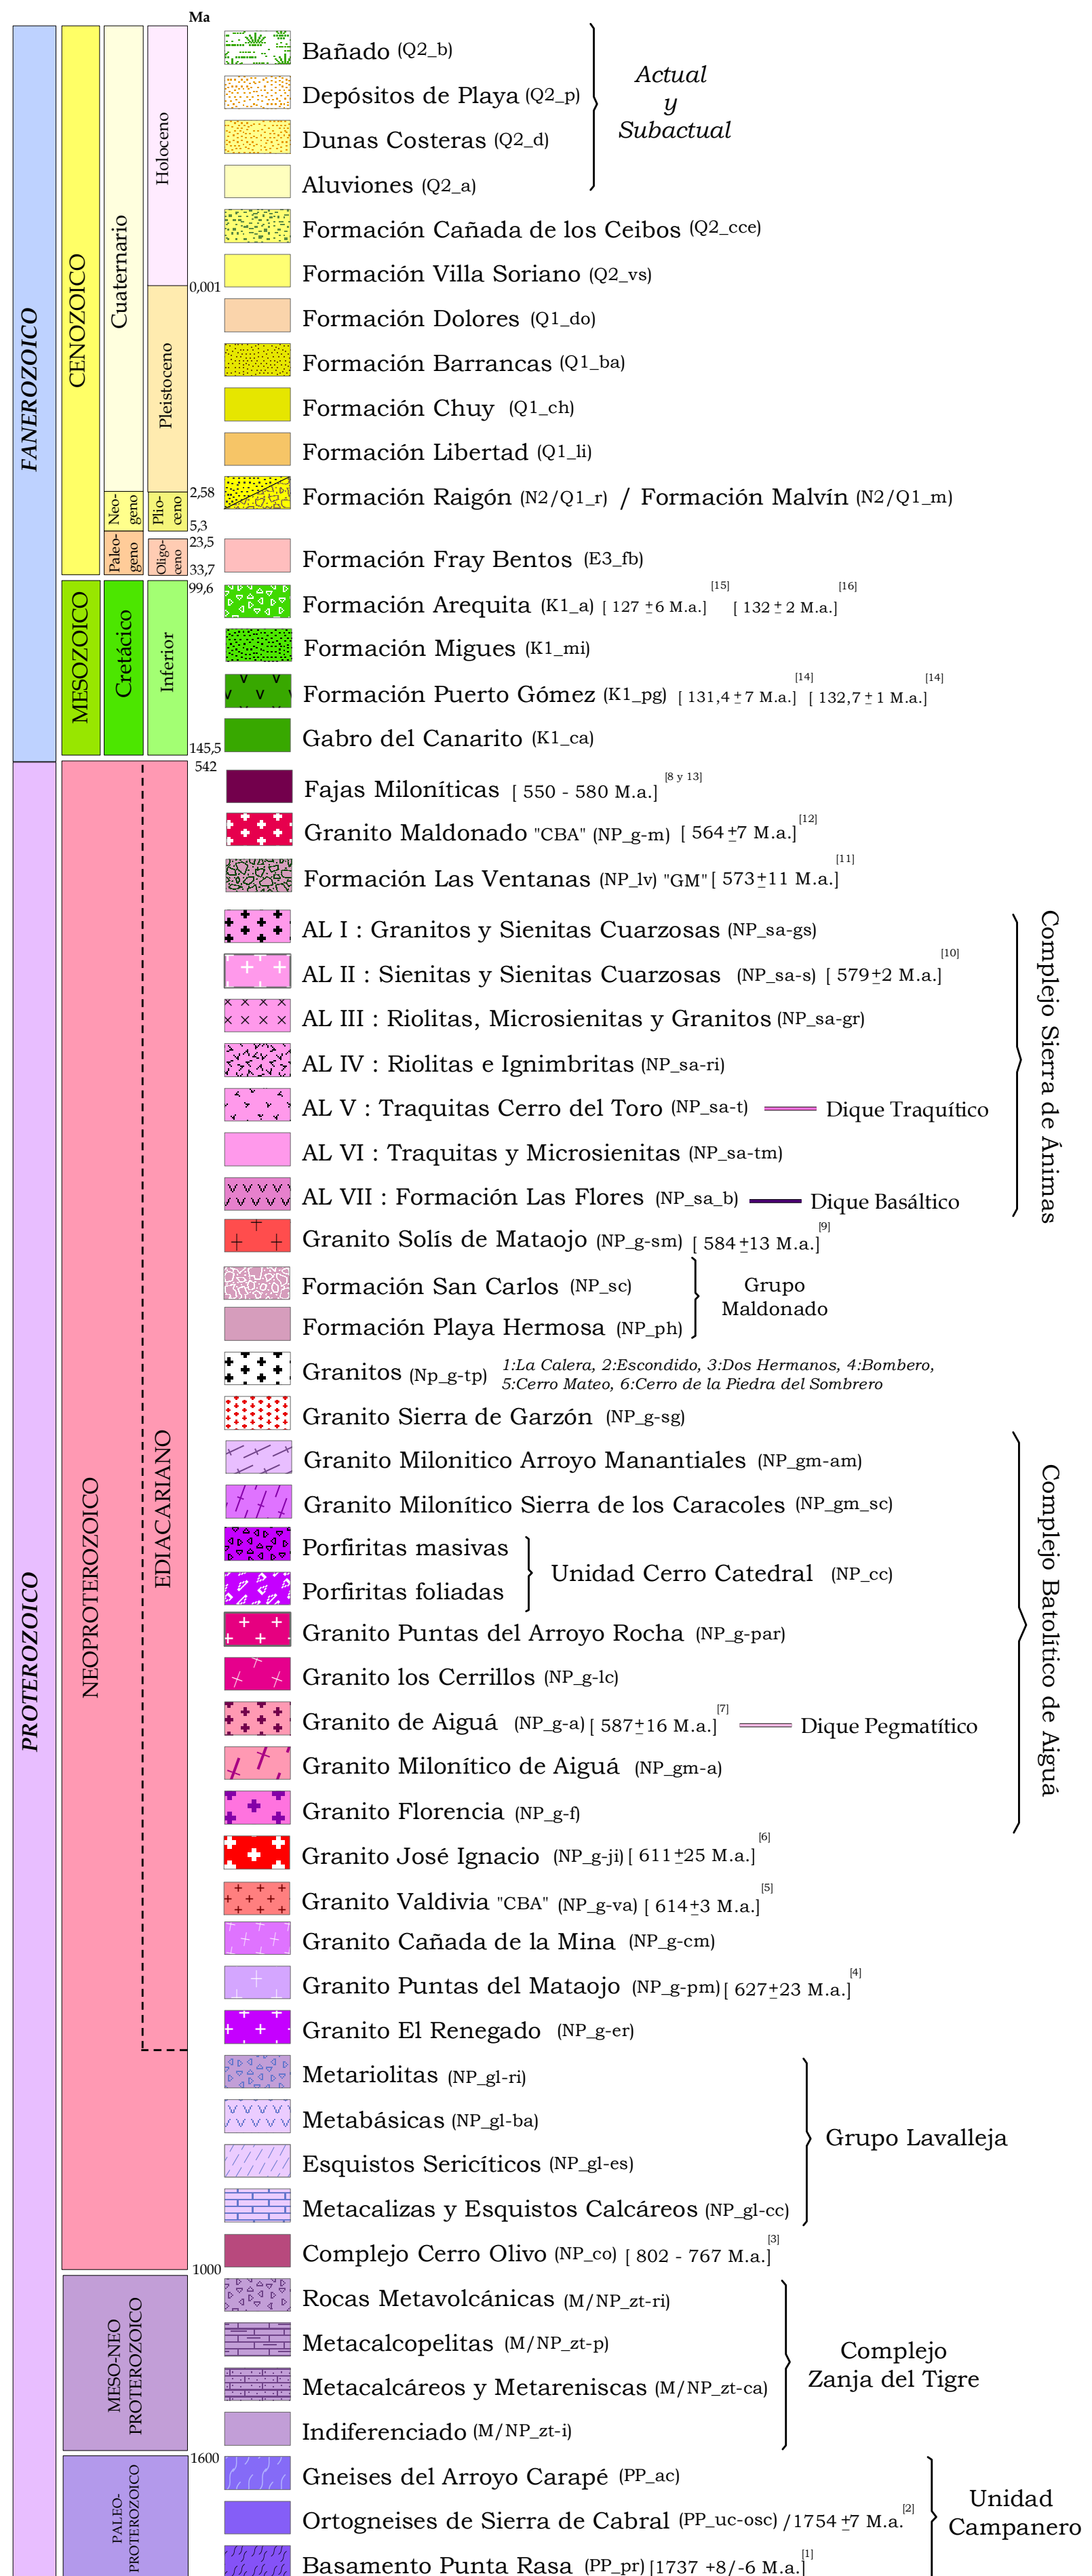 Ma
FANEROZOICO
CENOZOICO
Cuaternario
Holoceno
0,001
Pleistoceno
2,58
Neo-
geno
Plio-
ceno
5,3
23,5
Paleo-
geno
Oligo-
ceno
33,7
99,6
MESOZOICO
Cretácico
Inferior
145,5
542
PROTEROZOICO
NEOPROTEROZOICO
EDIACARIANO
1000
MESO-NEO
PROTEROZOICO
1600
PALEO-
PROTEROZOICO
Bañado (Q2_b)
Depósitos de Playa (Q2_p)
Dunas Costeras (Q2_d)
Aluviones (Q2_a)
Actual
y
Subactual
Formación Cañada de los Ceibos (Q2_cce)
Formación Villa Soriano (Q2_vs)
Formación Dolores (Q1_do)
Formación Barrancas (Q1_ba)
Formación Chuy (Q1_ch)
Formación Libertad (Q1_li)
Formación Raigón (N2/Q1_r) / Formación Malvín (N2/Q1_m)
Formación Fray Bentos (E3_fb)
Formación Arequita (K1_a) [ 127 ±6 M.a.] [15] [ 132 ± 2 M.a.] [16]
Formación Migues (K1_mi)
Formación Puerto Gómez (K1_pg) [ 131,4 ±7 M.a.] [14] [ 132,7 ± 1 M.a.] [14]
Gabro del Canarito (K1_ca)
Fajas Miloníticas [ 550 - 580 M.a.] [8 y 13]
Granito Maldonado "CBA" (NP_g-m) [ 564 ±7 M.a.] [12]
Formación Las Ventanas (NP_lv) "GM" [ 573±11 M.a.] [11]
AL I : Granitos y Sienitas Cuarzosas (NP_sa-gs)
AL II : Sienitas y Sienitas Cuarzosas (NP_sa-s) [ 579±2 M.a.] [10]
AL III : Riolitas, Microsienitas y Granitos (NP_sa-gr)
AL IV : Riolitas e Ignimbritas (NP_sa-ri)
AL V : Traquitas Cerro del Toro (NP_sa-t) Dique Traquítico
AL VI : Traquitas y Microsienitas (NP_sa-tm)
AL VII : Formación Las Flores (NP_sa_b) Dique Basáltico
Complejo Sierra de Ánimas
Granito Solís de Mataojo (NP_g-sm) [ 584 ±13 M.a.] [9]
Formación San Carlos (NP_sc)
Formación Playa Hermosa (NP_ph)
Grupo
Maldonado
Granitos (Np_g-tp) 1:La Calera, 2:Escondido, 3:Dos Hermanos, 4:Bombero,
5:Cerro Mateo, 6:Cerro de la Piedra del Sombrero
Granito Sierra de Garzón (NP_g-sg)
Granito Milonitico Arroyo Manantiales (NP_gm-am)
Granito Milonítico Sierra de los Caracoles (NP_gm_sc)
Porfiritas masivas
Porfiritas foliadas
Unidad Cerro Catedral (NP_cc)
Granito Puntas del Arroyo Rocha (NP_g-par)
Granito los Cerrillos (NP_g-lc)
Granito de Aiguá (NP_g-a) [ 587±16 M.a.] [7] Dique Pegmatítico
Granito Milonítico de Aiguá (NP_gm-a)
Granito Florencia (NP_g-f)
Complejo Batolítico de Aiguá
Granito José Ignacio (NP_g-ji) [ 611±25 M.a.] [6]
Granito Valdivia "CBA" (NP_g-va) [ 614±3 M.a.] [5]
Granito Cañada de la Mina (NP_g-cm)
Granito Puntas del Mataojo (NP_g-pm) [ 627±23 M.a.] [4]
Granito El Renegado (NP_g-er)
Metariolitas (NP_gl-ri)
Metabásicas (NP_gl-ba)
Esquistos Sericíticos (NP_gl-es)
Metacalizas y Esquistos Calcáreos (NP_gl-cc)
Grupo Lavalleja
Complejo Cerro Olivo (NP_co) [ 802 - 767 M.a.] [3]
Rocas Metavolcánicas (M/NP_zt-ri)
Metacalcopelitas (M/NP_zt-p)
Metacalcáreos y Metareniscas (M/NP_zt-ca)
Indiferenciado (M/NP_zt-i)
Complejo
Zanja del Tigre
Gneises del Arroyo Carapé (PP_ac)
Ortogneises de Sierra de Cabral (PP_uc-osc) /1754 ±7 M.a. [2]
Basamento Punta Rasa (PP_pr) [1737 +8/-6 M.a.] [1]
Unidad
Campanero